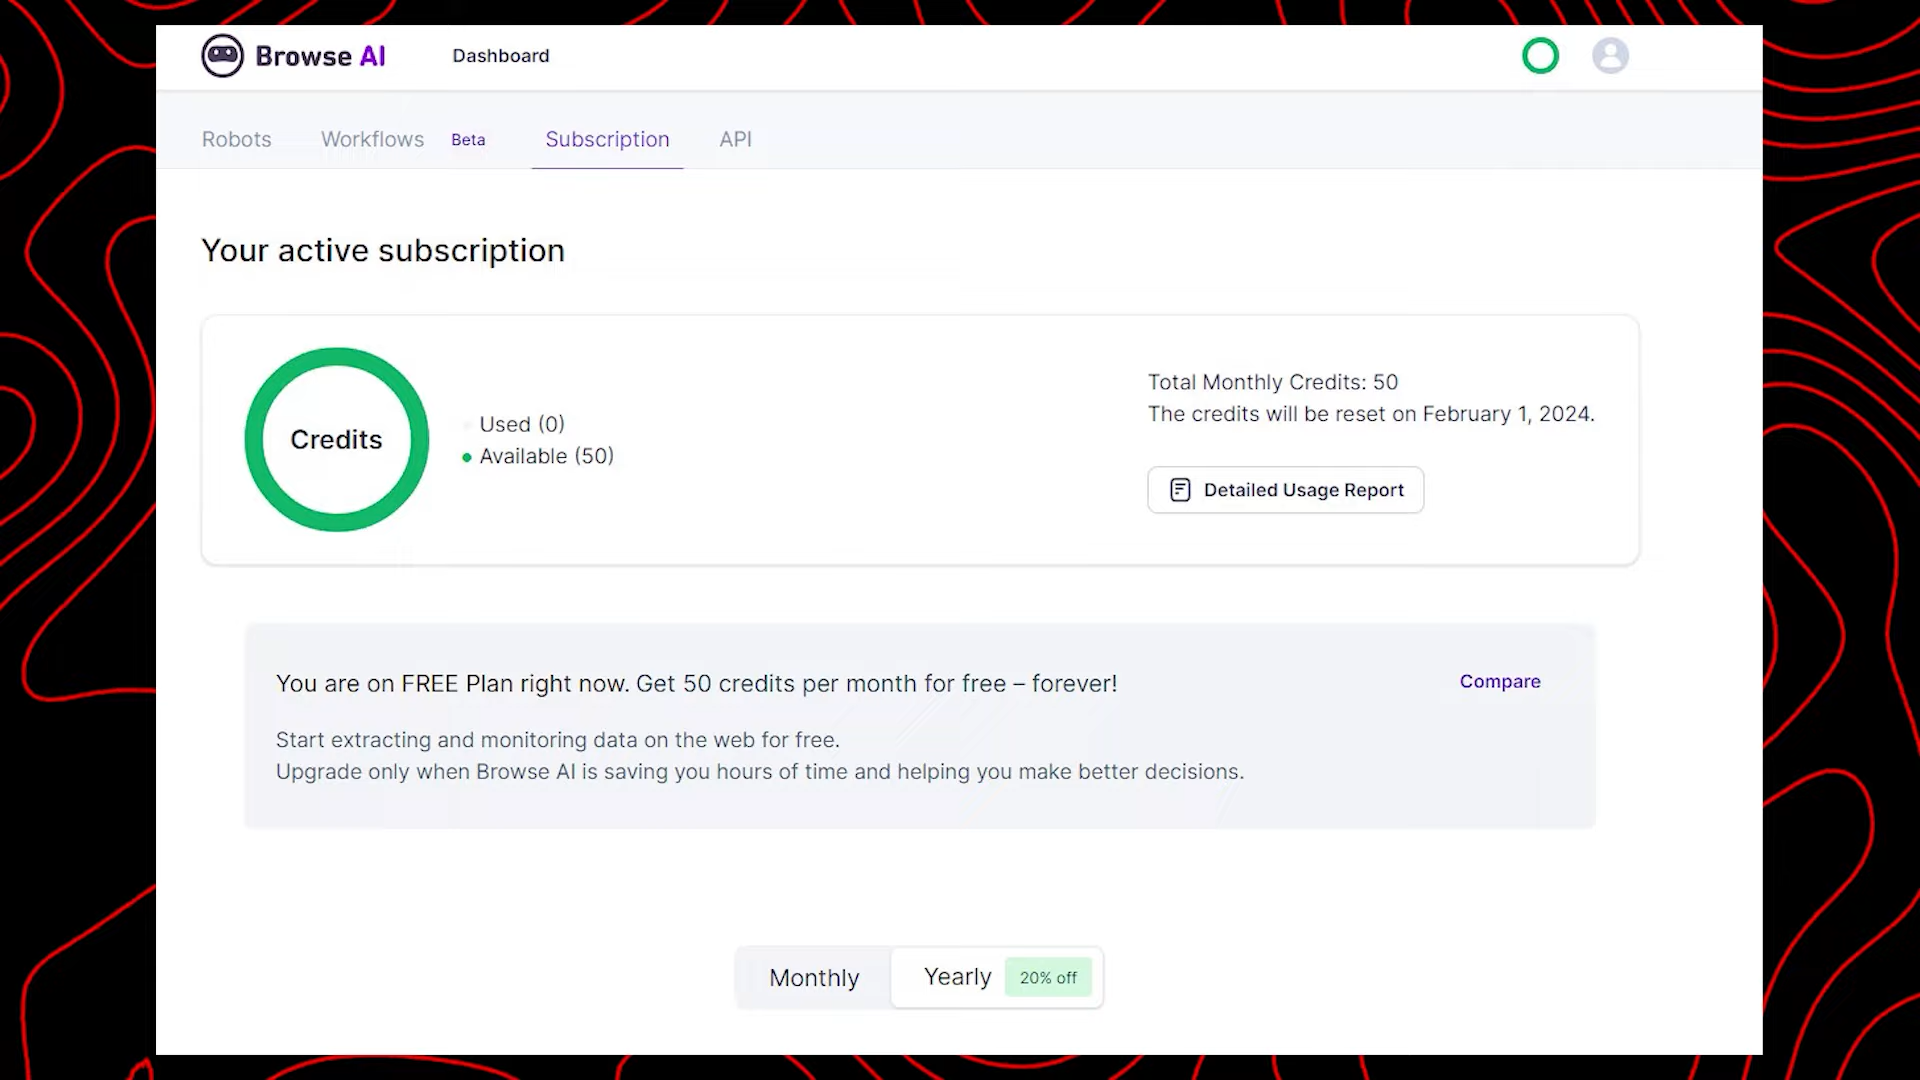 Browse AI
Dashboard
Robots
Workflows
Beta
Subscription
API
Your active subscription
Credits
Used (0)
Available (50)
Total Monthly Credits: 50
The credits will be reset on February 1, 2024.
Detailed Usage Report
You are on FREE Plan right now. Get 50 credits per month for free – forever!
Compare
Start extracting and monitoring data on the web for free.
Upgrade only when Browse AI is saving you hours of time and helping you make better decisions.
Monthly
Yearly
20% off